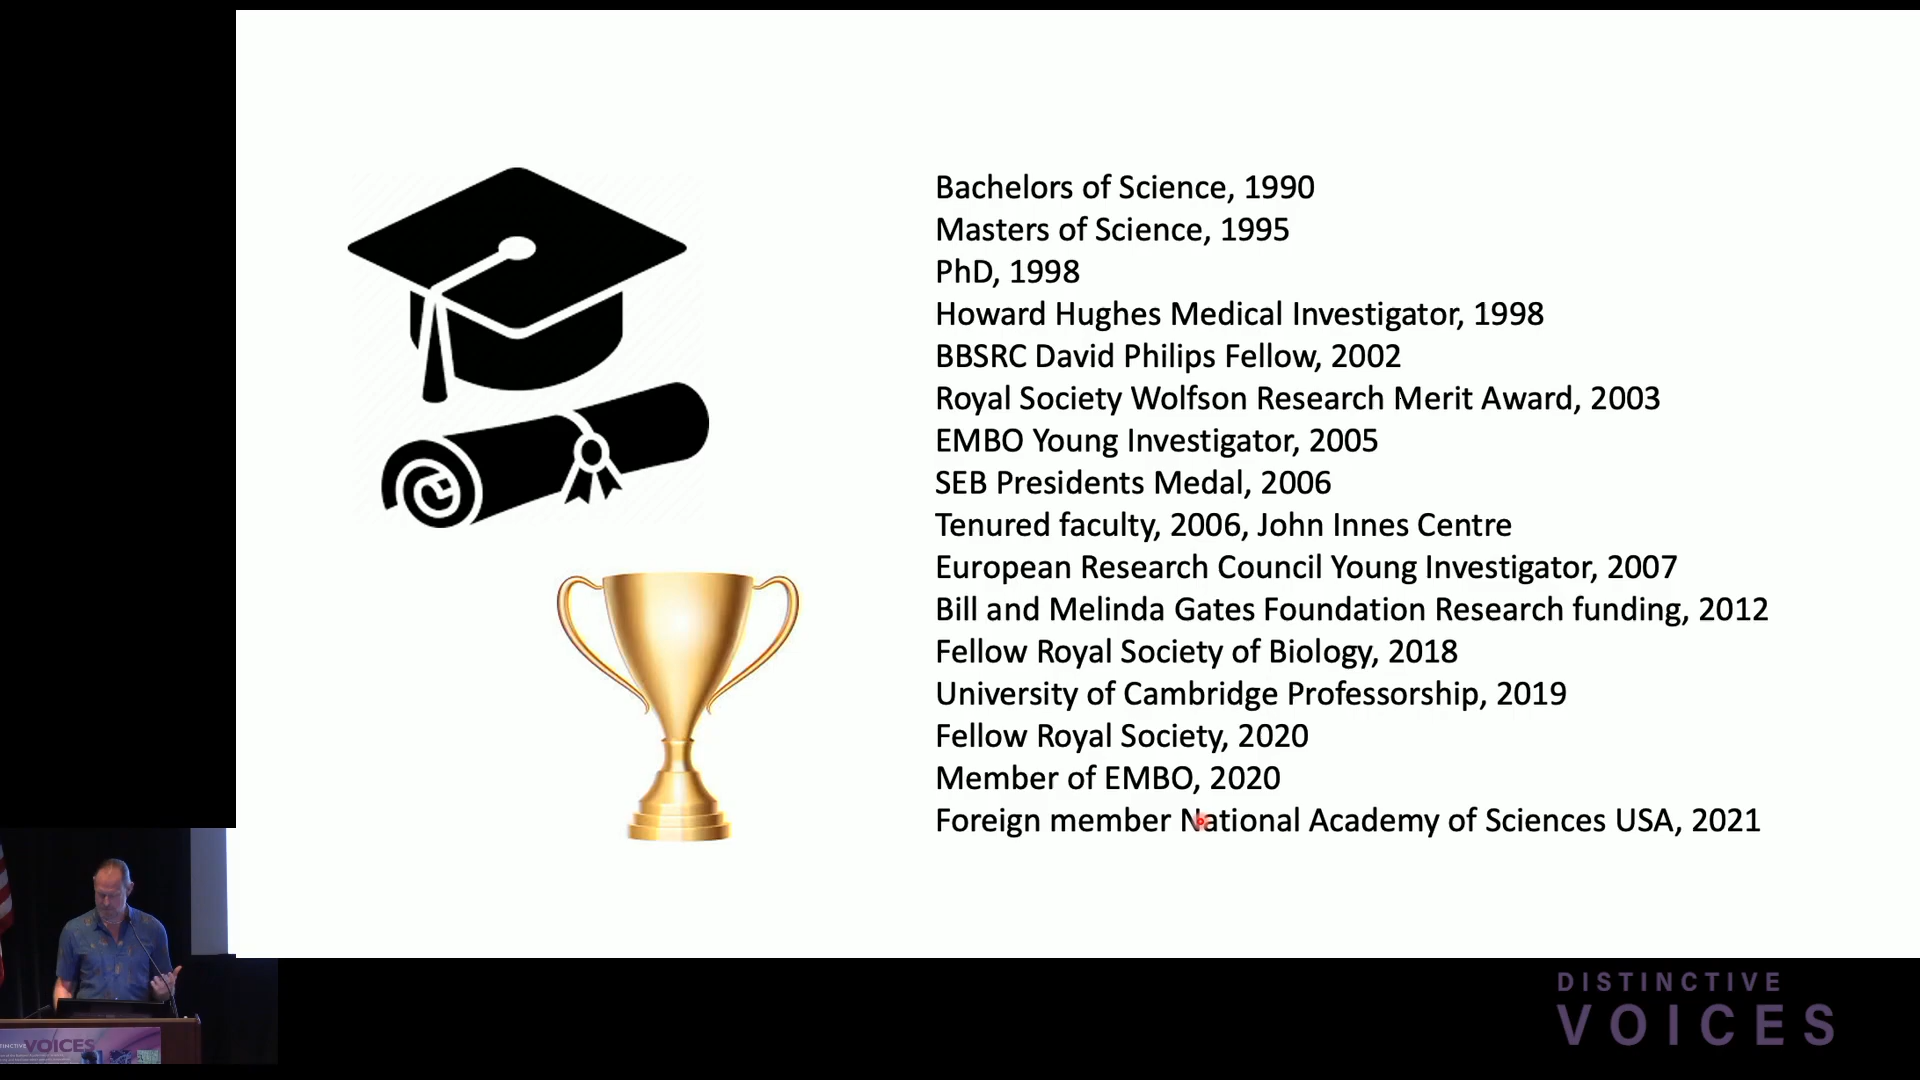 Bachelors of Science, 1990
Masters of Science, 1995
PhD, 1998
Howard Hughes Medical Investigator, 1998
BBSRC David Philips Fellow, 2002
Royal Society Wolfson Research Merit Award, 2003
EMBO Young Investigator, 2005
SEB Presidents Medal, 2006
Tenured faculty, 2006, John Innes Centre
European Research Council Young Investigator, 2007
Bill and Melinda Gates Foundation Research funding, 2012
Fellow Royal Society of Biology, 2018
University of Cambridge Professorship, 2019
Fellow Royal Society, 2020
Member of EMBO, 2020
Foreign member National Academy of Sciences USA, 2021
VOICES
DISTINCTIVE
VOICES